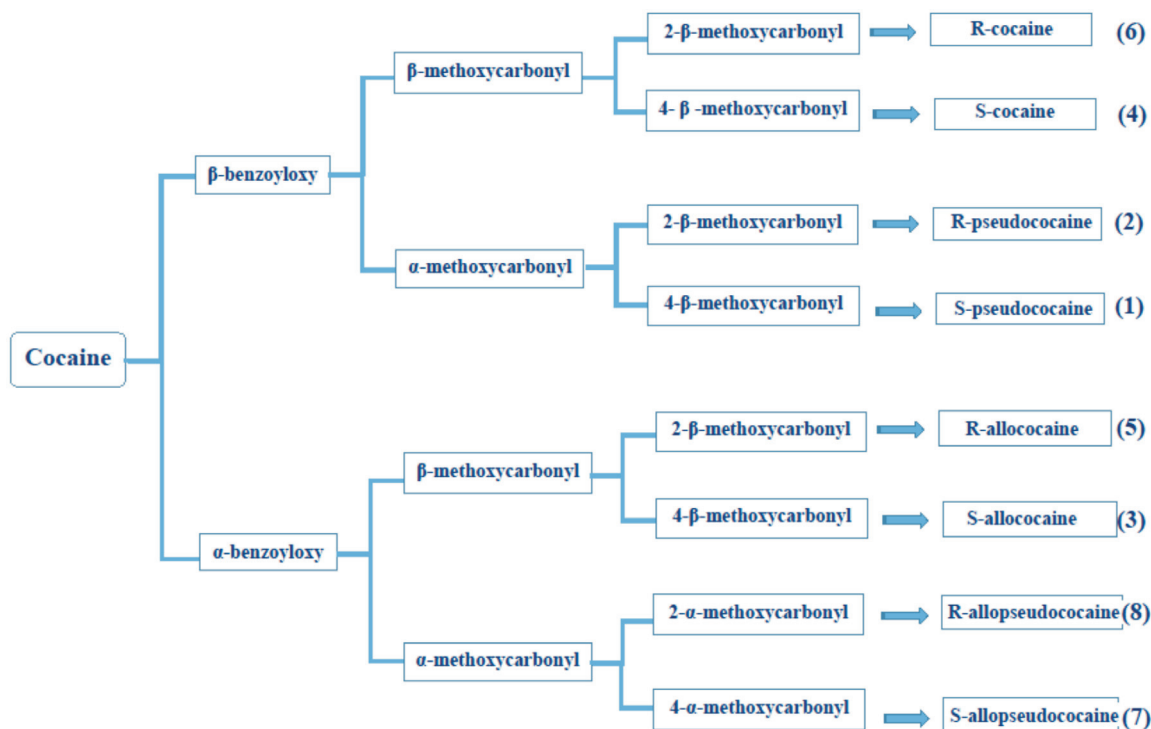 2-β-methoxycarbonyl R-cocaine (6)
β-methoxycarbonyl
4- β -methoxycarbonyl S-cocaine (4)
β-benzoyloxy
2-β-methoxycarbonyl R-pseudococaine (2)
α-methoxycarbonyl
4-β-methoxycarbonyl S-pseudococaine (1)
Cocaine
2-β-methoxycarbonyl R-allococaine (5)
β-methoxycarbonyl
4-β-methoxycarbonyl S-allococaine (3)
α-benzoyloxy
2-α-methoxycarbonyl R-allopseudococaine (8)
α-methoxycarbonyl
4-α-methoxycarbonyl S-allopseudococaine (7)